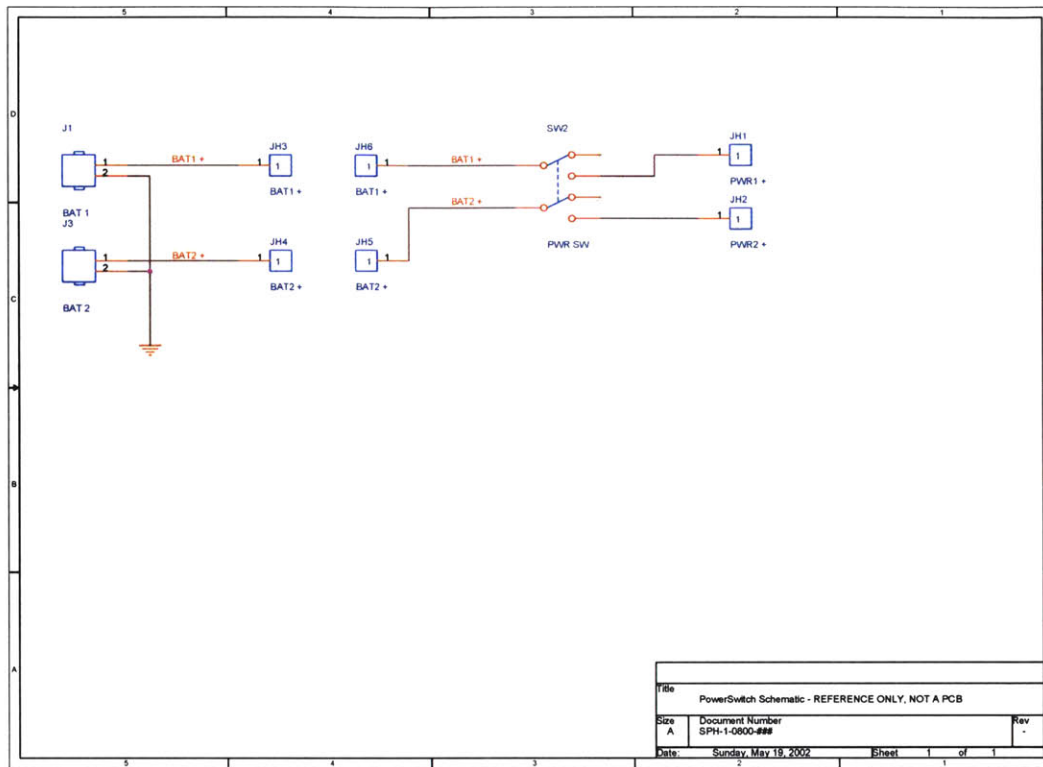 5 4 3 2 1
D
J1
SW2
JH1
JH3
JH6
1
1
BAT1 +
1
1
1
1
BAT1 +
1
2
BAT1 +
BAT1 +
PWR1 +
JH2
BAT2 +
BAT 1
1
1
J3
JH4
JH5
PWR SW
PWR2 +
1
BAT2 +
1
1
1
1
2
BAT2 +
BAT2 +
C
BAT 2
B
A
Title
PowerSwitch Schematic - REFERENCE ONLY, NOT A PCB
Size
Document Number
Rev
A
SPH-1-0800-###
-
Date: Sunday, May 19, 2002 Sheet 1 of 1
5 4 3 2 1